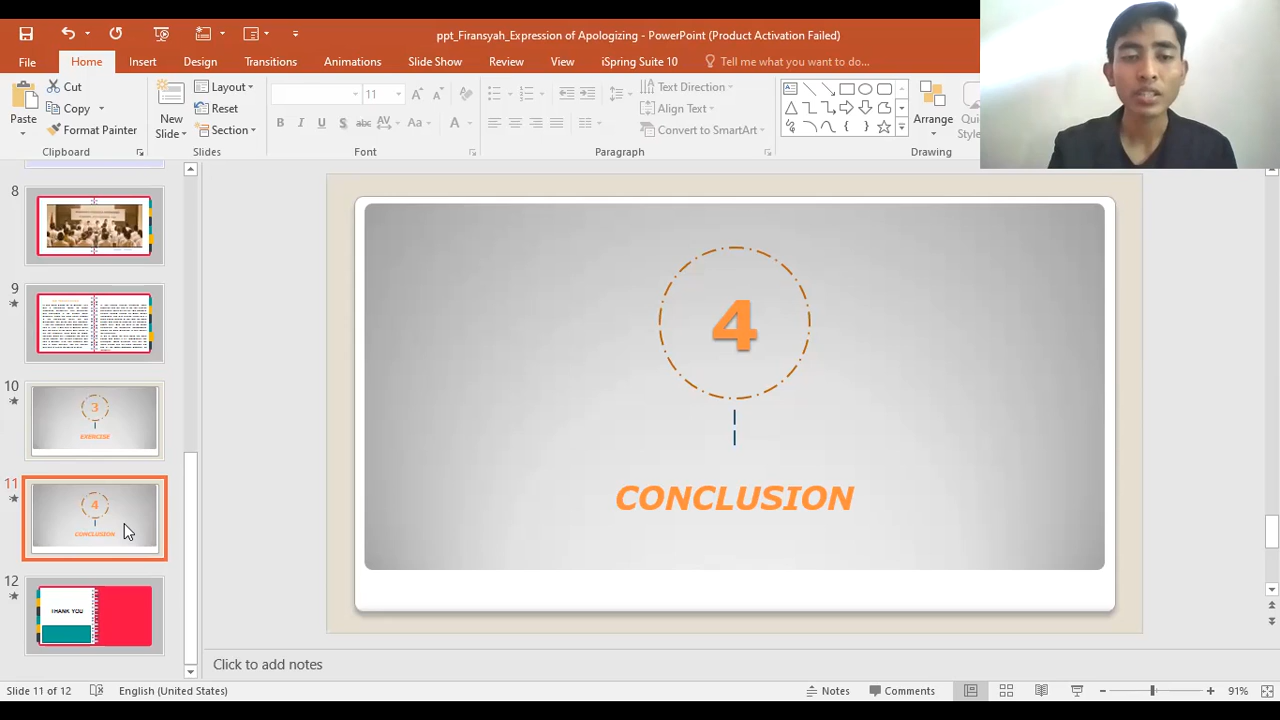 ppt_Firansyah_Expression of Apologizing - PowerPoint (Product Activation Failed)
File Home Insert Design Transitions Animations Slide Show Review View iSpring Suite 10 Tell me what you want to do...
Paste
Cut
Copy
Format Painter
Clipboard
New
Slide
Layout
Reset
Section
Slides
11
B I U S abc AV Aa A
Font
Text Direction
Align Text
Convert to SmartArt
Paragraph
Arrange
Drawing
8
9
10
3
EXERCISE
11
4
CONCLUSION
12
THANK YOU
4
CONCLUSION
Click to add notes
Slide 11 of 12 English (United States) Notes Comments 91%